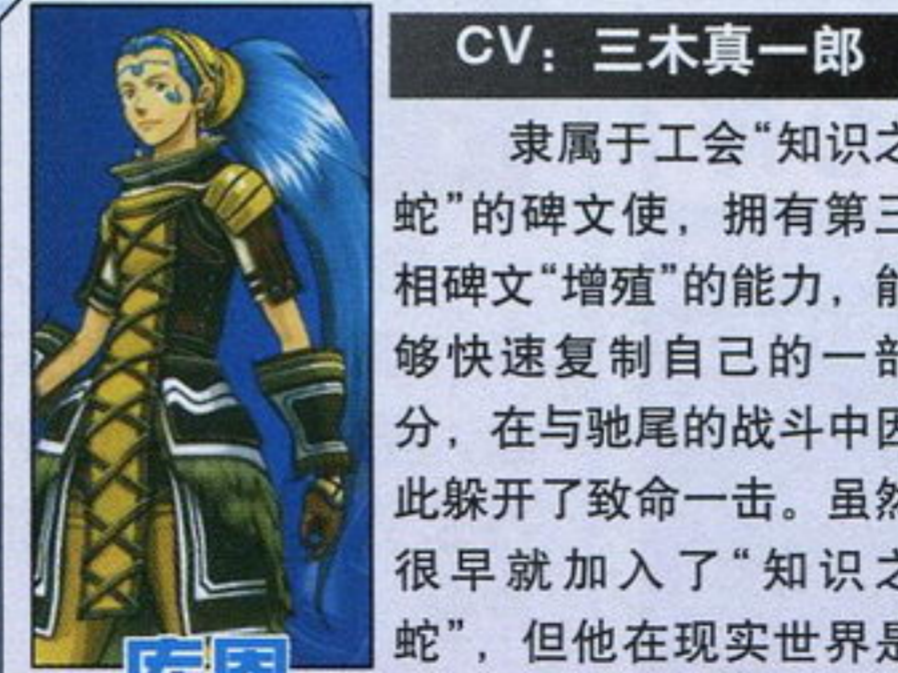 CV：三木真一郎
隶属于工会“知识之
蛇”的碑文使，拥有第三
相碑文“增殖”的能力，能
够快速复制自己的一部
分，在与驰尾的战斗中因
此躲开了致命一击。虽然
很早就加入了“知识之
蛇”，但他在现实世界是
库恩